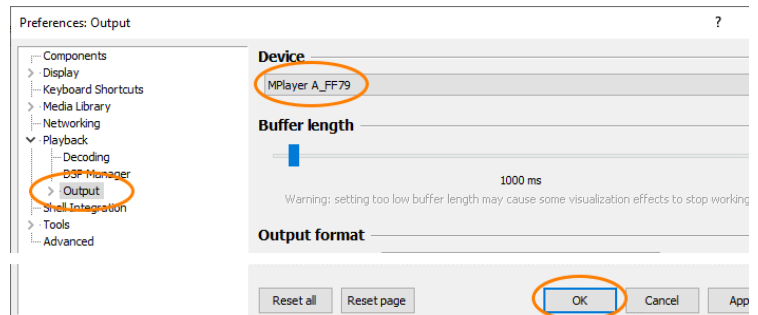 Preferences: Output
?
Components
Display
Keyboard Shortcuts
Media Library
Networking
Playback
Decoding
DSP Manager
Output
Shell Integration
Tools
Advanced
Device
MPlayer A_FF79
Buffer length
1000 ms
Warning: setting too low buffer length may cause some visualization effects to stop working
Output format
Reset all
Reset page
OK
Cancel
App